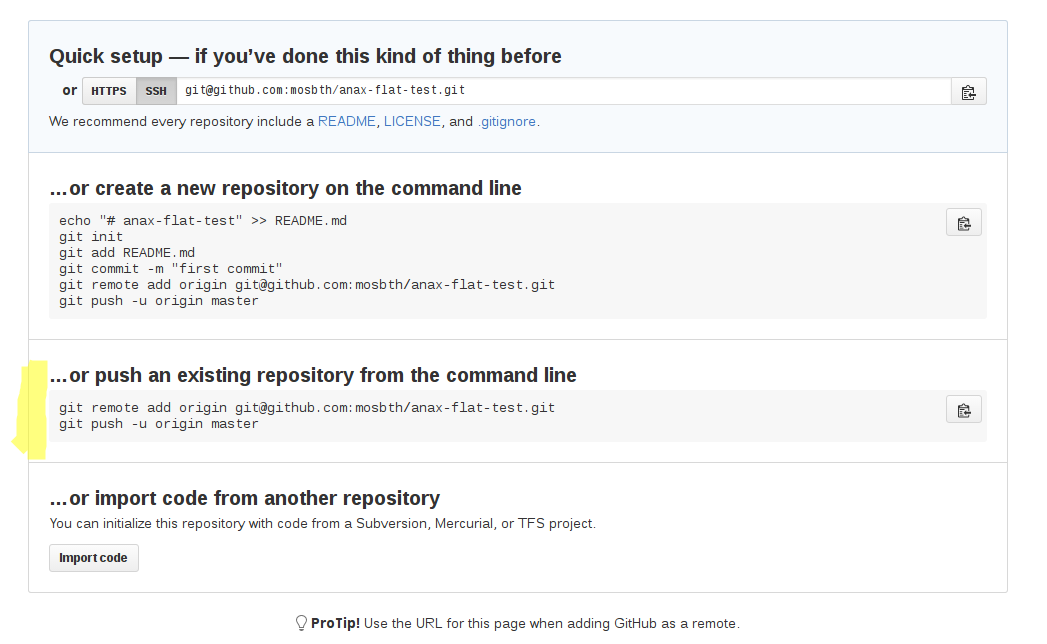 Quick setup — if you’ve done this kind of thing before
or HTTPS SSH git@github.com:mosbth/anax-flat-test.git
We recommend every repository include a README, LICENSE, and .gitignore.
…or create a new repository on the command line
echo "# anax-flat-test" >> README.md
git init
git add README.md
git commit -m "first commit"
git remote add origin git@github.com:mosbth/anax-flat-test.git
git push -u origin master
…or push an existing repository from the command line
git remote add origin git@github.com:mosbth/anax-flat-test.git
git push -u origin master
…or import code from another repository
You can initialize this repository with code from a Subversion, Mercurial, or TFS project.
Import code
ProTip! Use the URL for this page when adding GitHub as a remote.